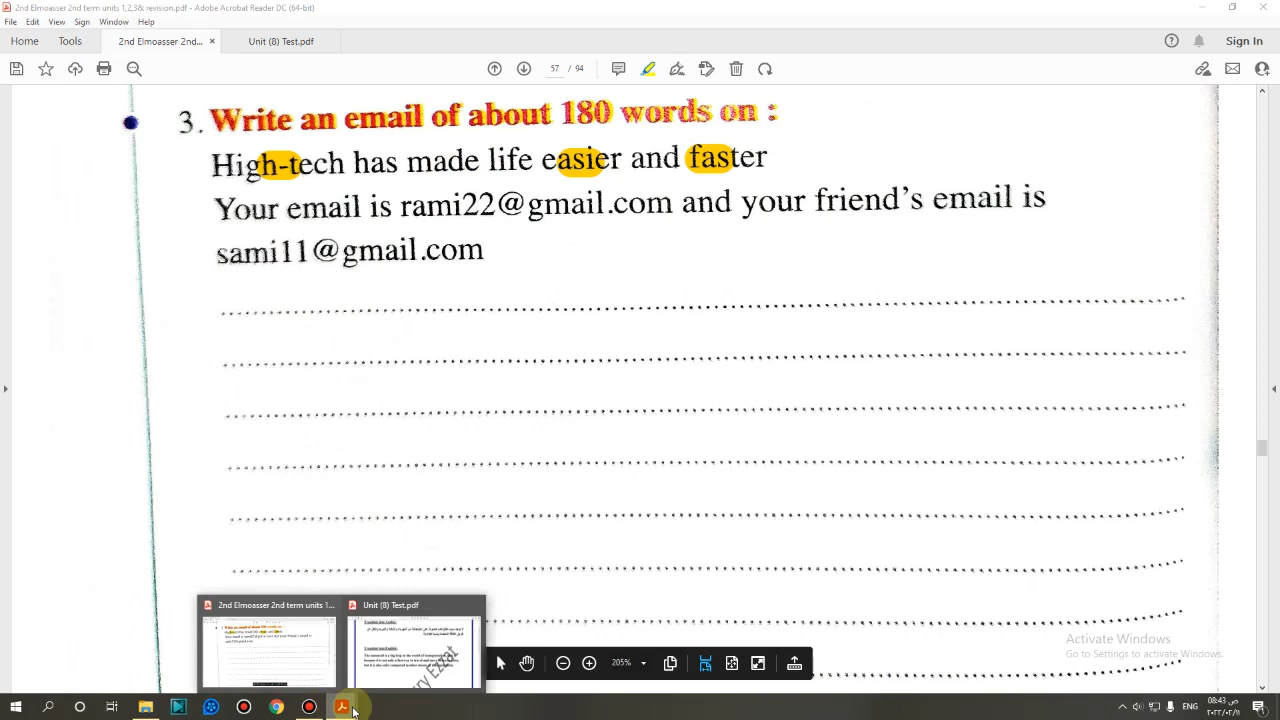 2nd Elmoasser 2nd term units 1,2,3& revision.pdf - Adobe Acrobat Reader DC (64-bit)
File Edit View Sign Window Help
Home Tools 2nd Elmoasser 2nd... × Unit (8) Test.pdf Sign In
57 / 94
3. Write an email of about 180 words on :
High-tech has made life easier and faster
Your email is rami22@gmail.com and your friend's email is
sami11@gmail.com
2nd Elmoasser 2nd term units 1... Unit (8) Test.pdf
205%
Activate Windows
Go to Settings to activate Windows.
ENG
08:43 ص